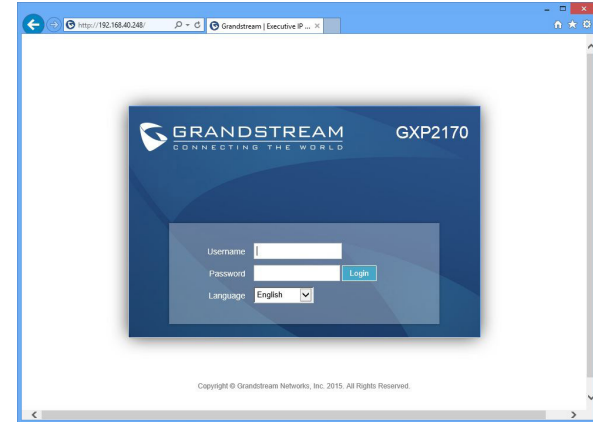 http://192.168.40.248/
Grandstream | Executive IP ...
GRANDSTREAM
CONNECTING THE WORLD
GXP2170
Username
Password
Login
Language
English
Copyright © Grandstream Networks, Inc. 2015. All Rights Reserved.